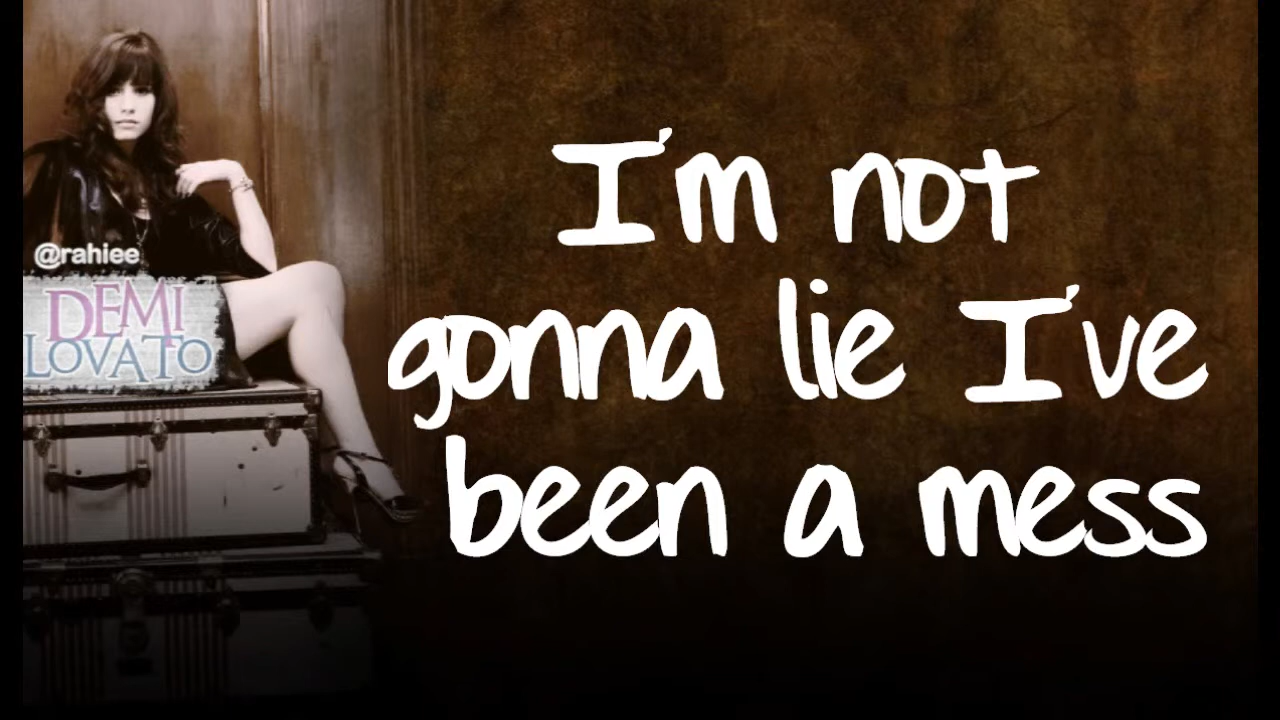 @rahiee
DEMI
LOVATO
I'm not
gonna lie I've
been a mess